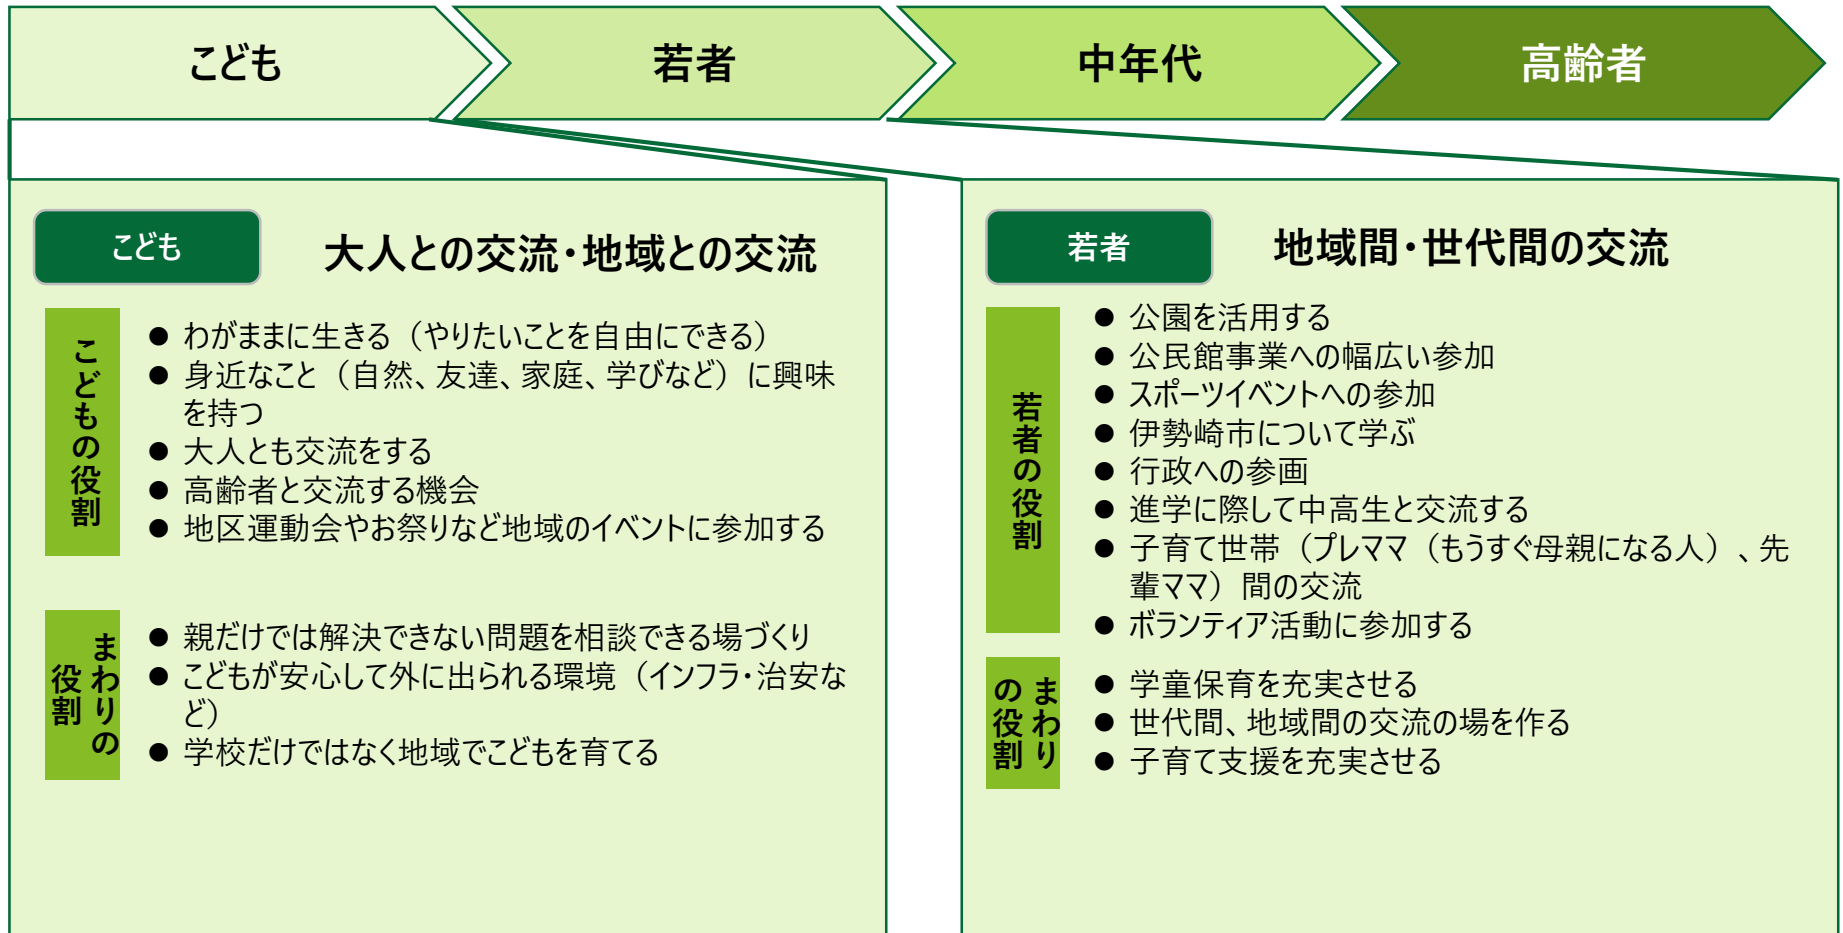 こども
若者
中年代
高齢者
こども
大人との交流・地域との交流
こどもの役割
● わがままに生きる（やりたいことを自由にできる）
● 身近なこと（自然、友達、家庭、学びなど）に興味
を持つ
● 大人とも交流をする
● 高齢者と交流する機会
● 地区運動会やお祭りなど地域のイベントに参加する
まわりの
役割
● 親だけでは解決できない問題を相談できる場づくり
● こどもが安心して外に出られる環境（インフラ・治安な
ど）
● 学校だけではなく地域でこどもを育てる
若者
地域間・世代間の交流
若者の役割
● 公園を活用する
● 公民館事業への幅広い参加
● スポーツイベントへの参加
● 伊勢崎市について学ぶ
● 行政への参画
● 進学に際して中高生と交流する
● 子育て世帯（プレママ（もうすぐ母親になる人）、先
輩ママ）間の交流
● ボランティア活動に参加する
まわり
の役割
● 学童保育を充実させる
● 世代間、地域間の交流の場を作る
● 子育て支援を充実させる